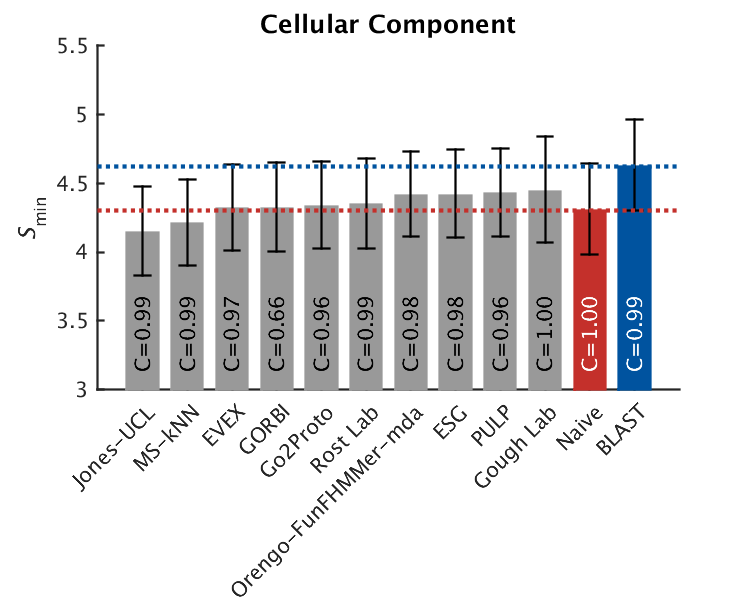 Cellular Component
5.5
5
4.5
4
3.5
3
Smin
C=0.99
C=0.99
C=0.97
C=0.66
C=0.96
C=0.99
C=0.98
C=0.98
C=0.96
C=1.00
C=1.00
C=0.99
Jones-UCL
MS-kNN
EVEX
GORBI
Go2Proto
Rost Lab
Orengo-FunFHMMer-mda
ESG
PULP
Gough Lab
Naive
BLAST